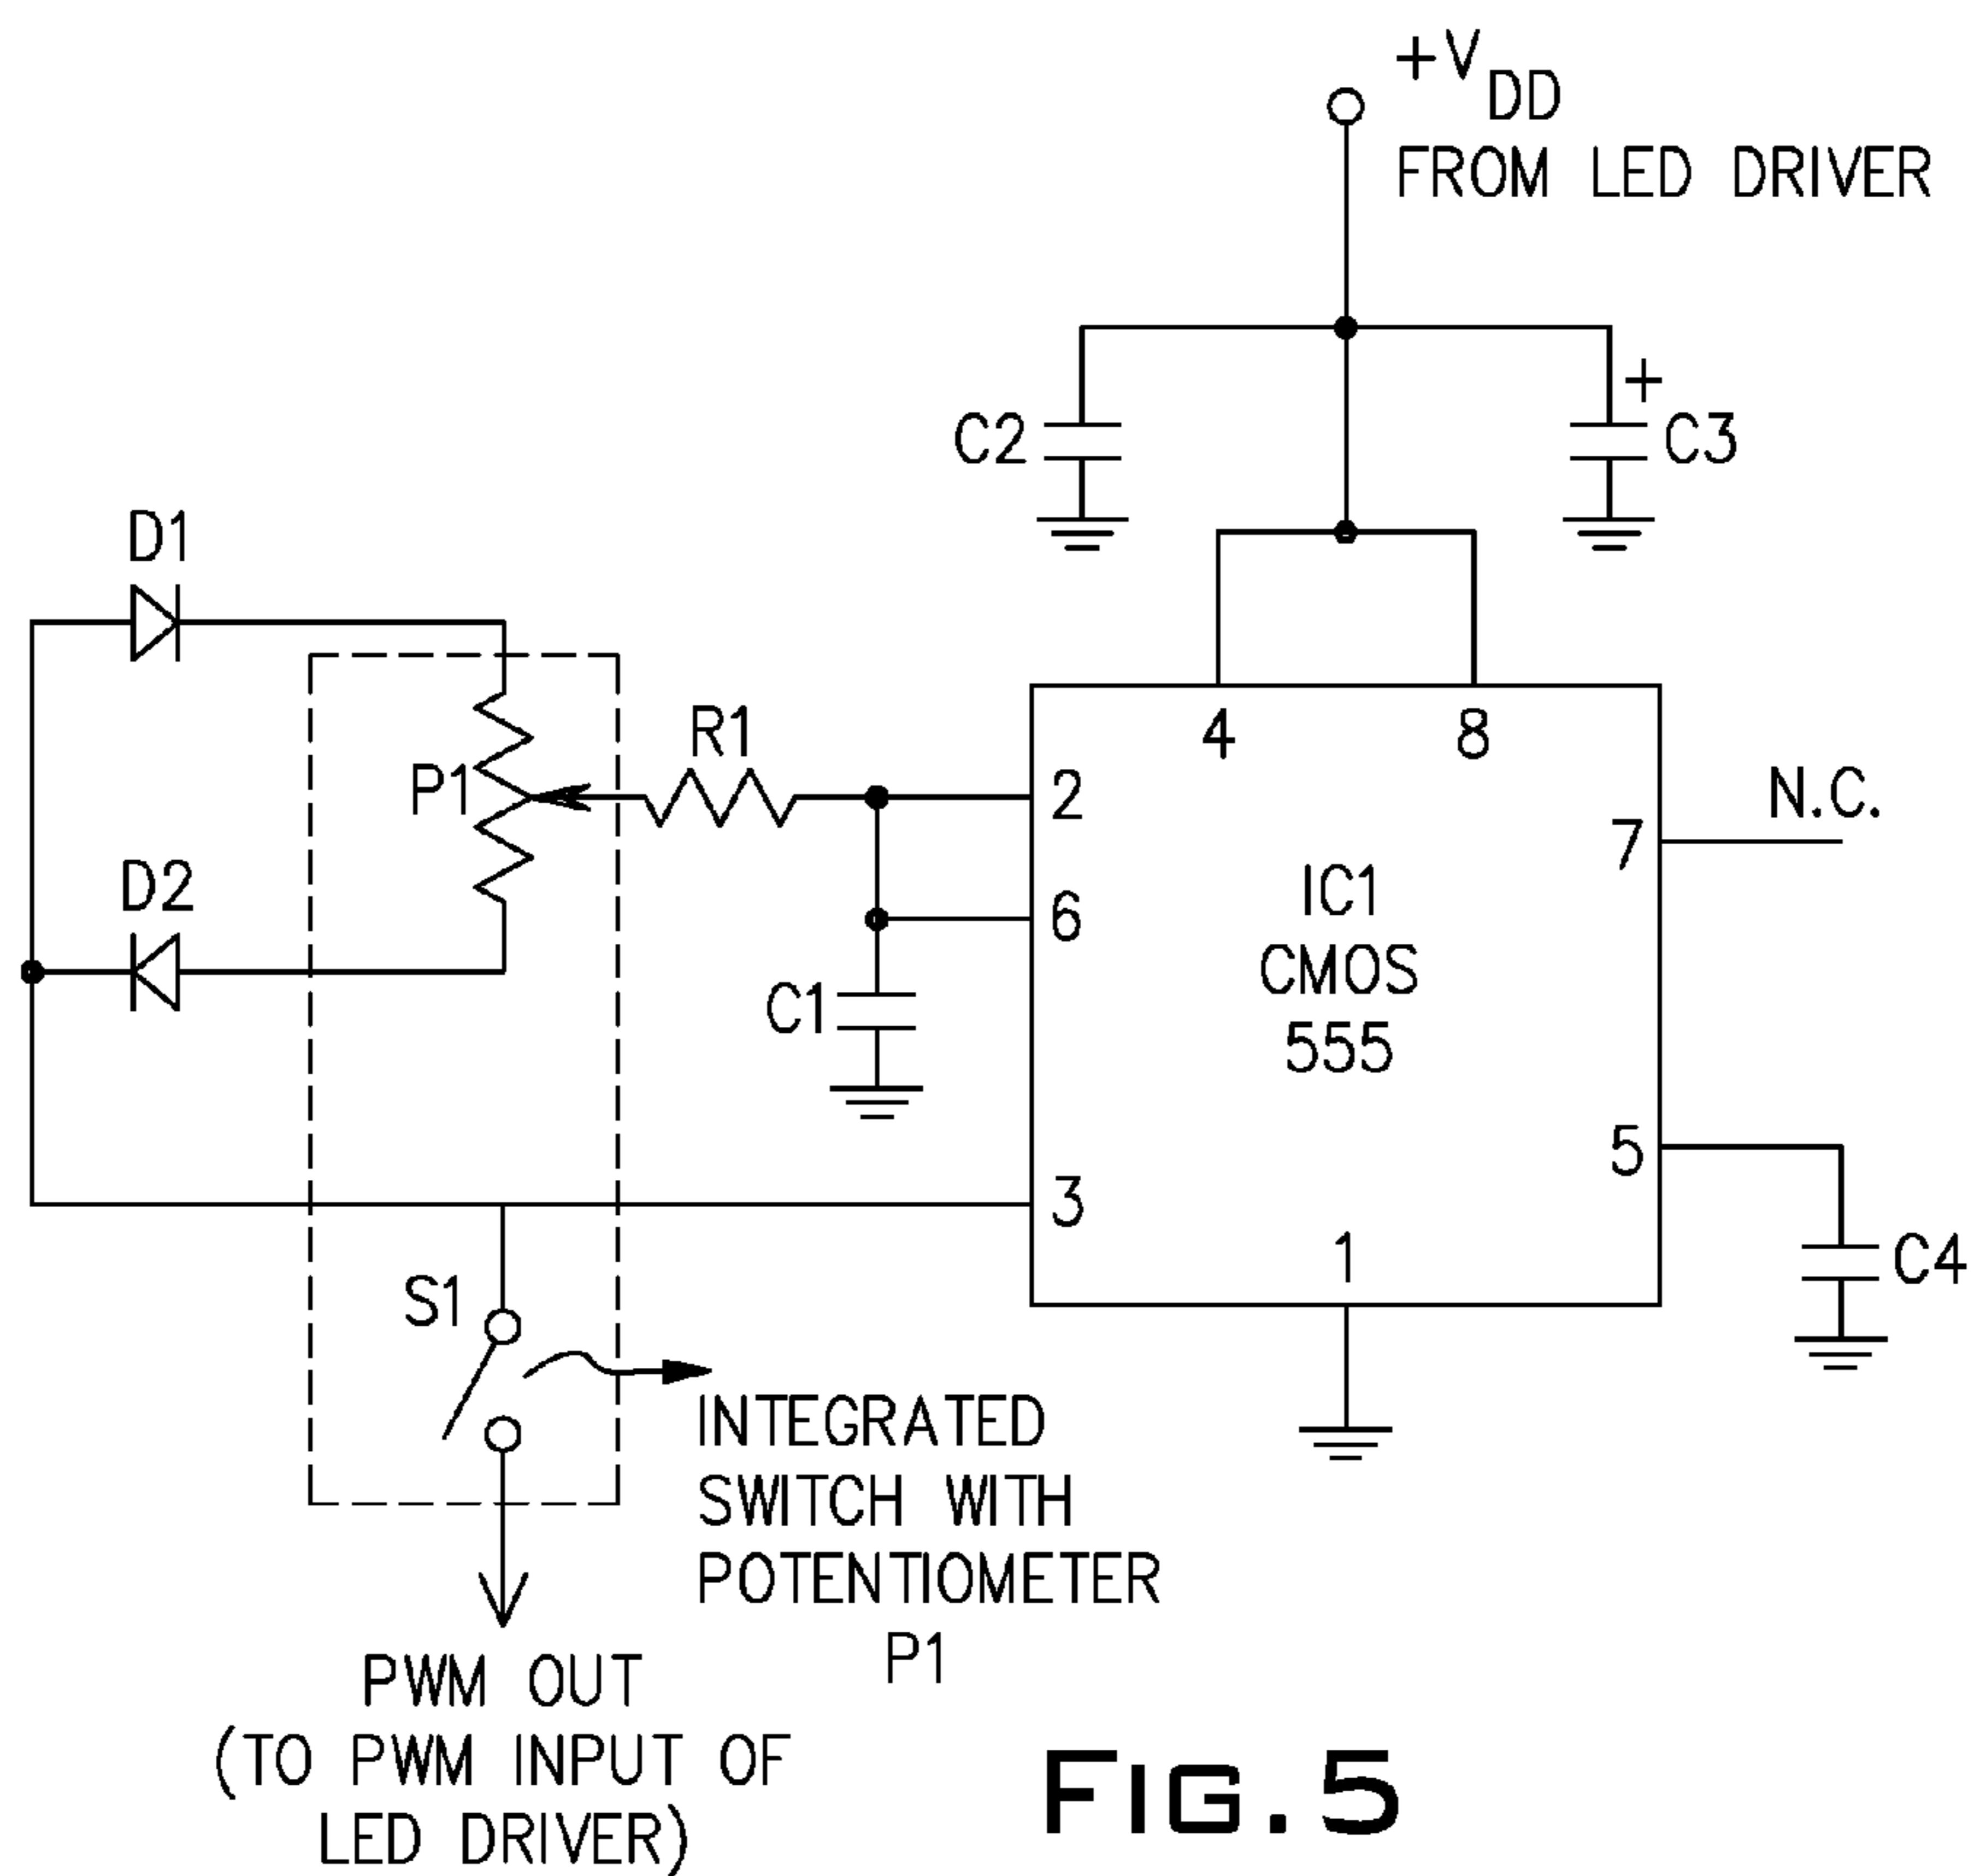 +VDD
FROM LED DRIVER
C2
+
C3
D1
4
8
R1
P1
2
N.C.
7
D2
6
IC1
CMOS
555
C1
5
3
1
C4
S1
INTEGRATED
SWITCH WITH
POTENTIOMETER
P1
PWM OUT
(TO PWM INPUT OF
LED DRIVER)
FIG. 5